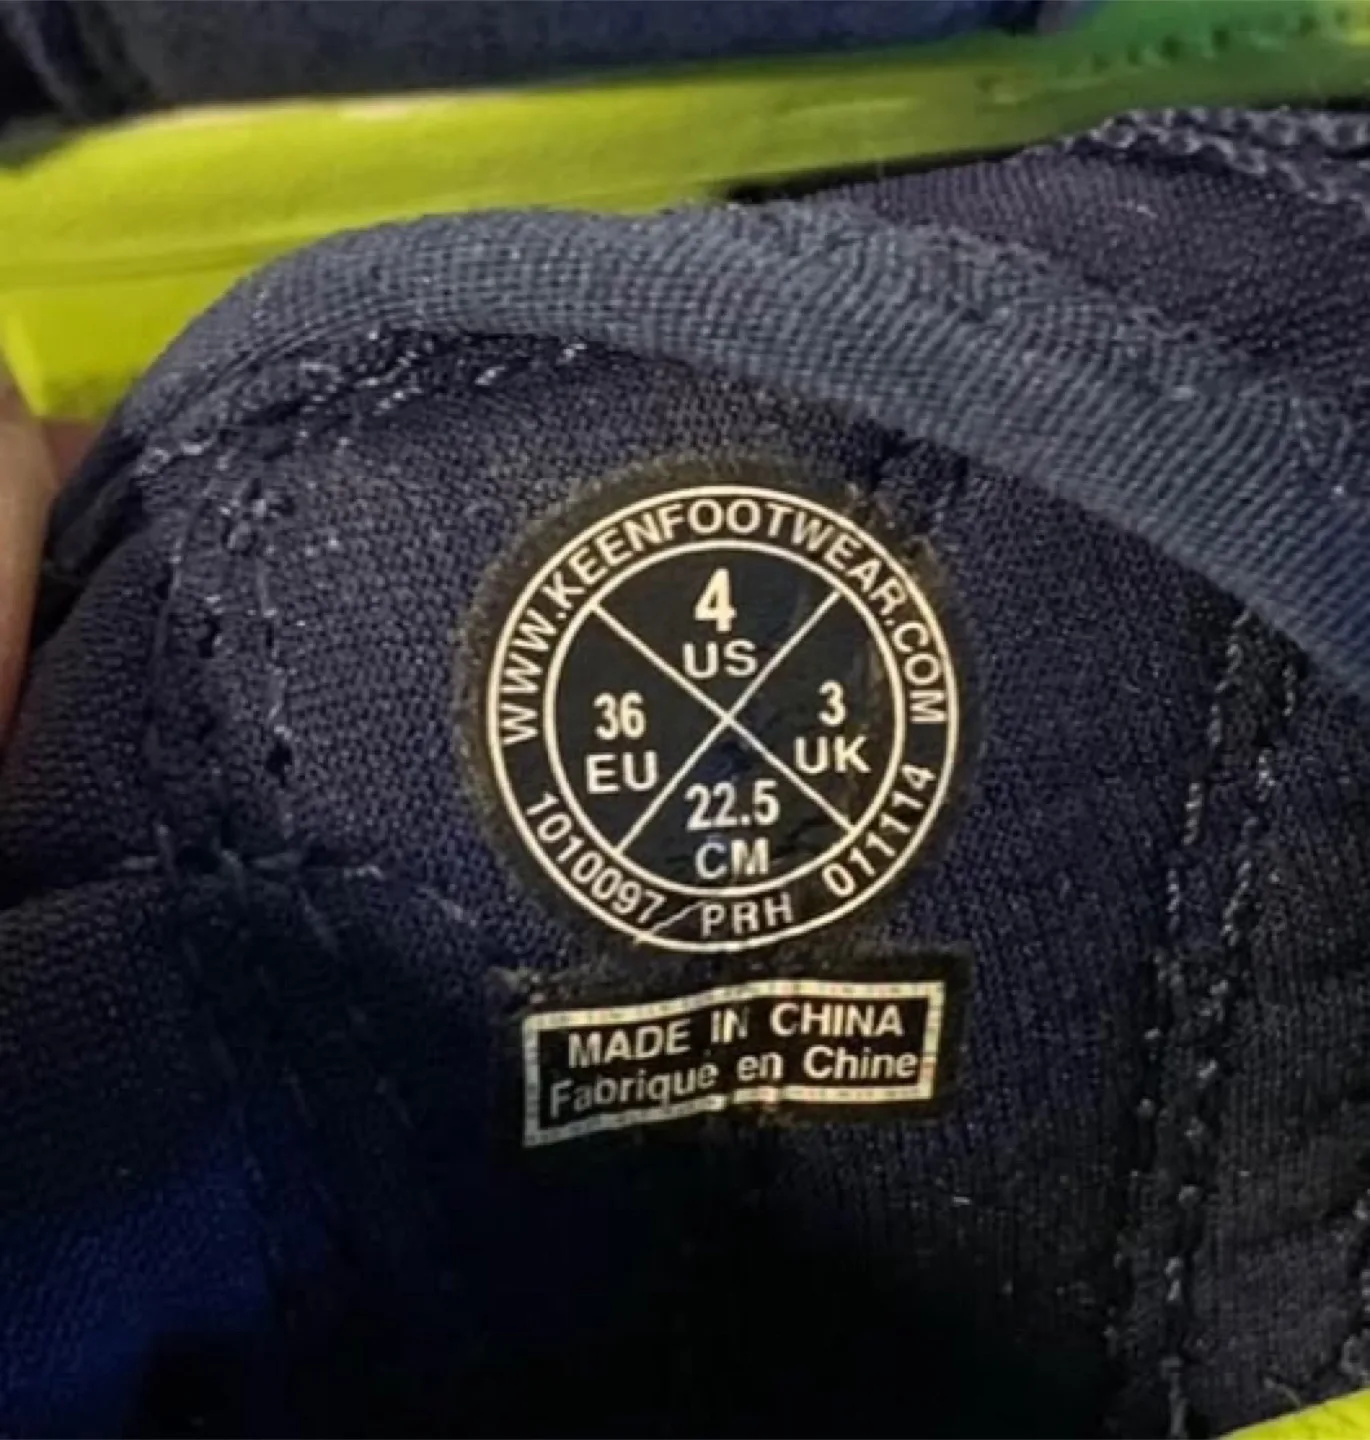 WWW.KEENFOOTWEAR.COM
4
US
36
EU
3
UK
22.5
CM
1010097 PRH 011114
MADE IN CHINA
Fabriqué en Chine